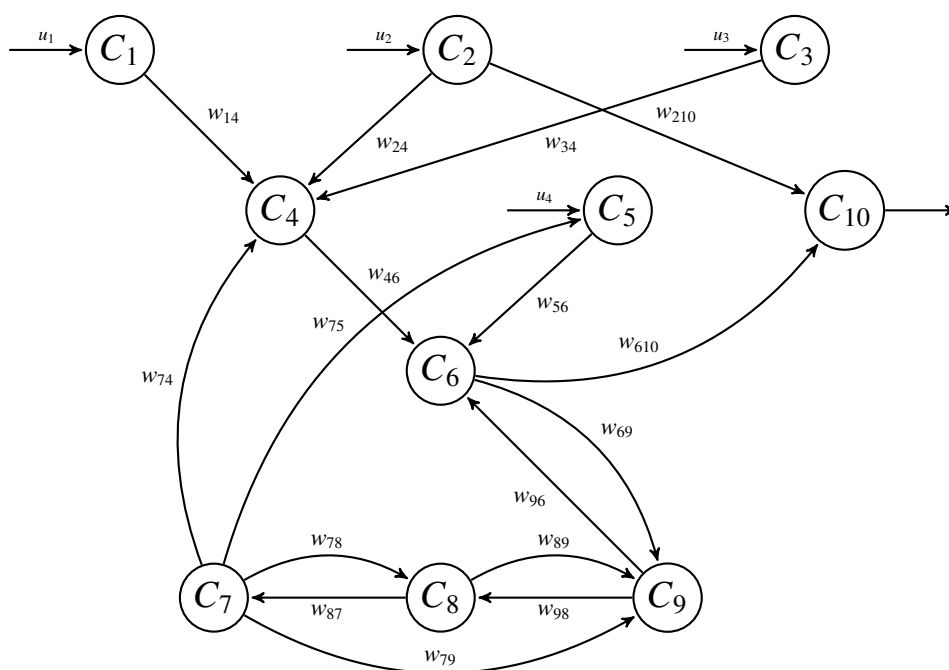 u₁
C₁
u₂
C₂
u₃
C₃
w₁₄
w₂₄
w₃₄
w₂₁₀
C₄
u₄
C₅
C₁₀
w₄₆
w₅₆
w₇₅
w₆₁₀
w₇₄
C₆
w₆₉
w₉₆
w₇₈
w₈₉
C₇
C₈
C₉
w₈₇
w₉₈
w₇₉